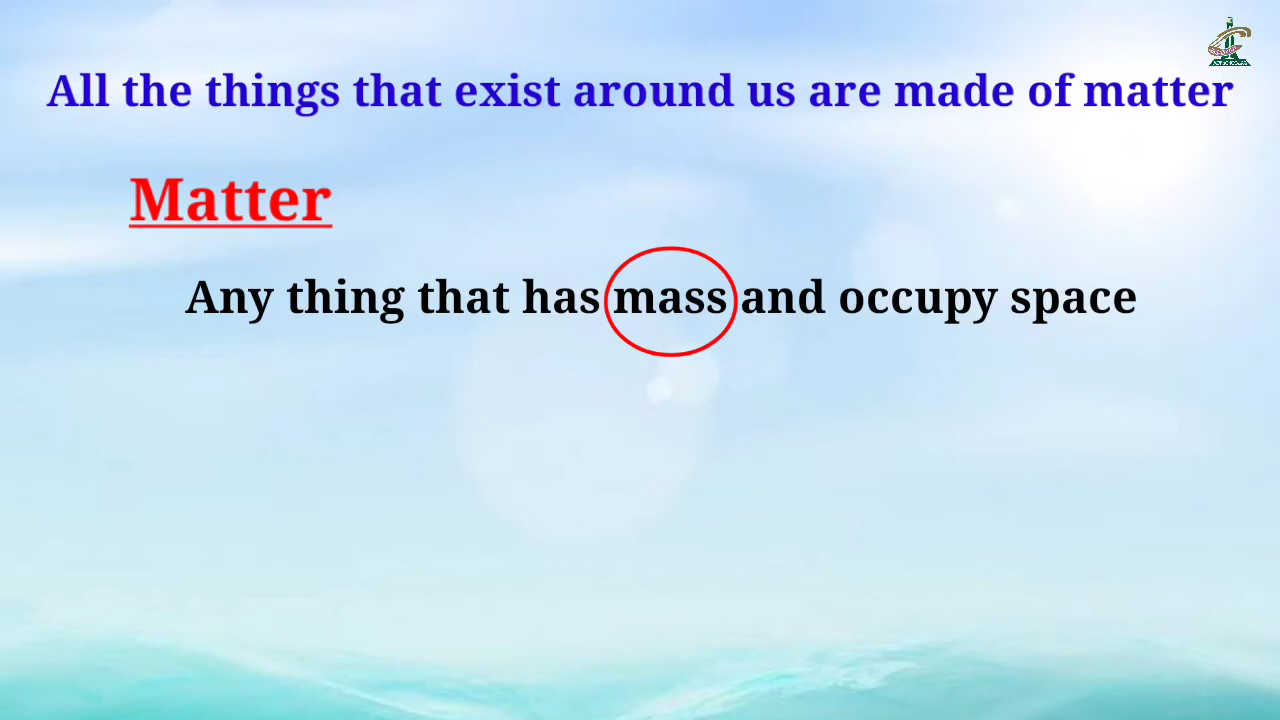 All the things that exist around us are made of matter
Matter
Any thing that has mass and occupy space